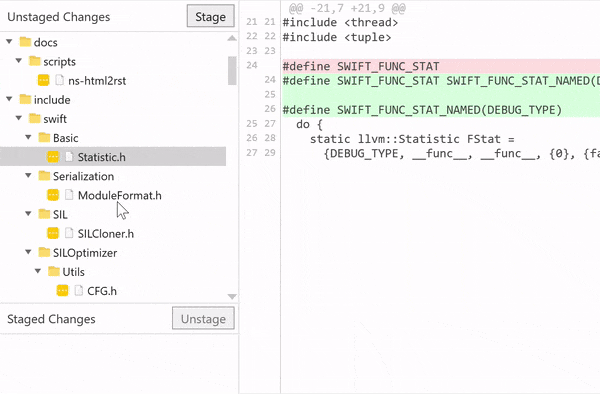 Unstaged Changes
Stage
docs
scripts
ns-html2rst
include
swift
Basic
Statistic.h
Serialization
ModuleFormat.h
SIL
SILCloner.h
SILOptimizer
Utils
CFG.h
Staged Changes
Unstage
@@ -21,7 +21,9 @@
21 21 #include <thread>
22 22 #include <tuple>
23 23
24 #define SWIFT_FUNC_STAT
24 #define SWIFT_FUNC_STAT SWIFT_FUNC_STAT_NAMED(D
25
26 #define SWIFT_FUNC_STAT_NAMED(DEBUG_TYPE)
25 27 do {
26 28 static llvm::Statistic FStat =
27 29 {DEBUG_TYPE, __func__, __func__, {0}, {fa